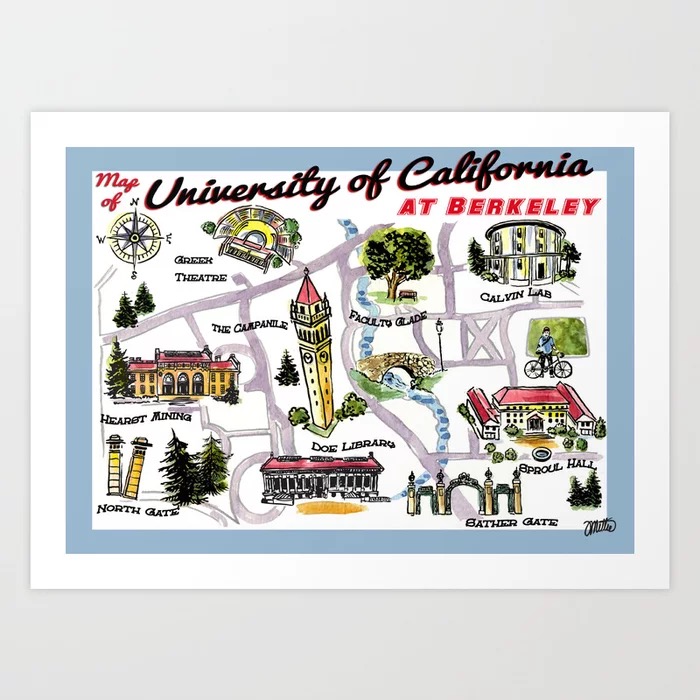 Map
of
University of California
AT BERKELEY
N
W E
S
GREEK
THEATRE
CALVIN LAB
THE CAMPANILE
FACULTY GLADE
HEARST MINING
DOE LIBRARY
SPROUL HALL
NORTH GATE
SATHER GATE